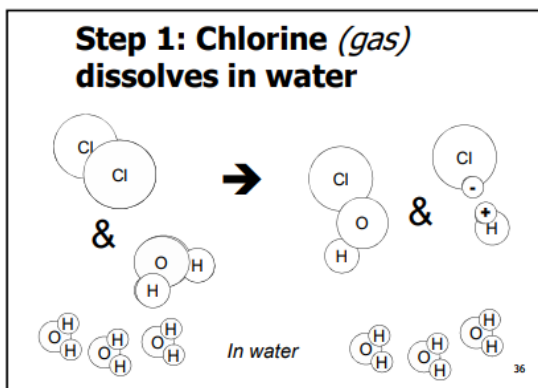 Step 1: Chlorine (gas)
dissolves in water
Cl
Cl
&
O
H
H
Cl
O
H
&
Cl
-
+
H
O
H
H
O
H
H
O
H
H
In water
O
H
H
O
H
H
O
H
H
36